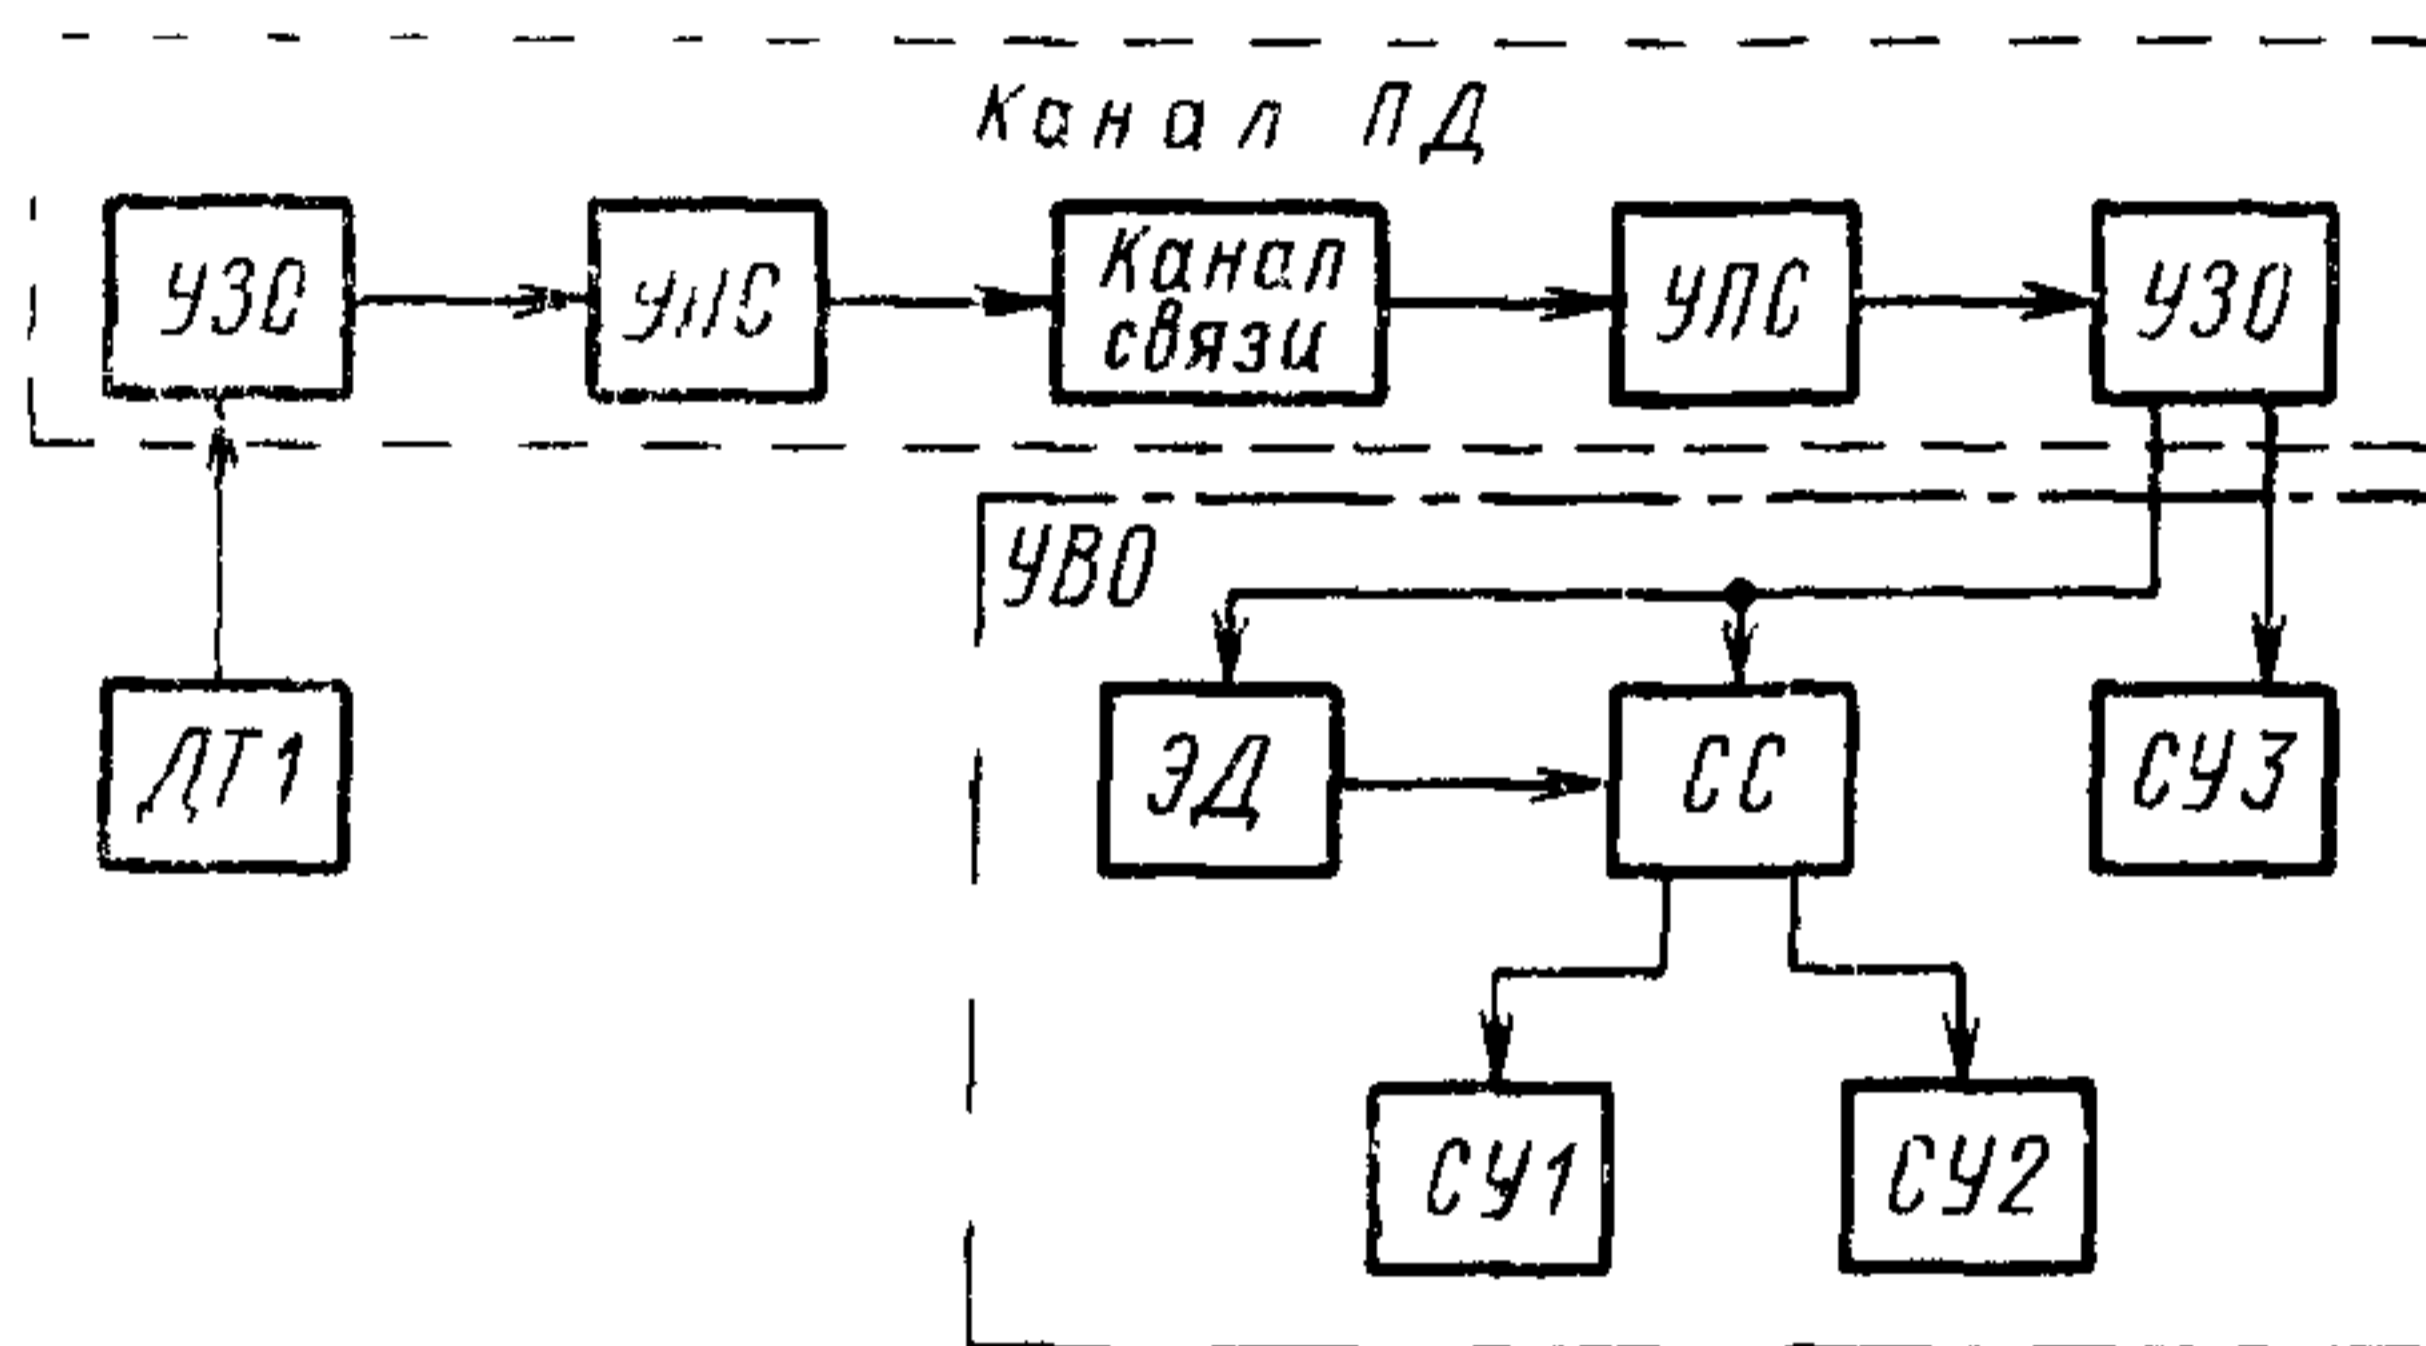 Канал ПД
УЗО
УПС
Канал
связи
УПС
УЗО
УВО
ДТ1
ЭД
СС
СУ3
СУ1
СУ2